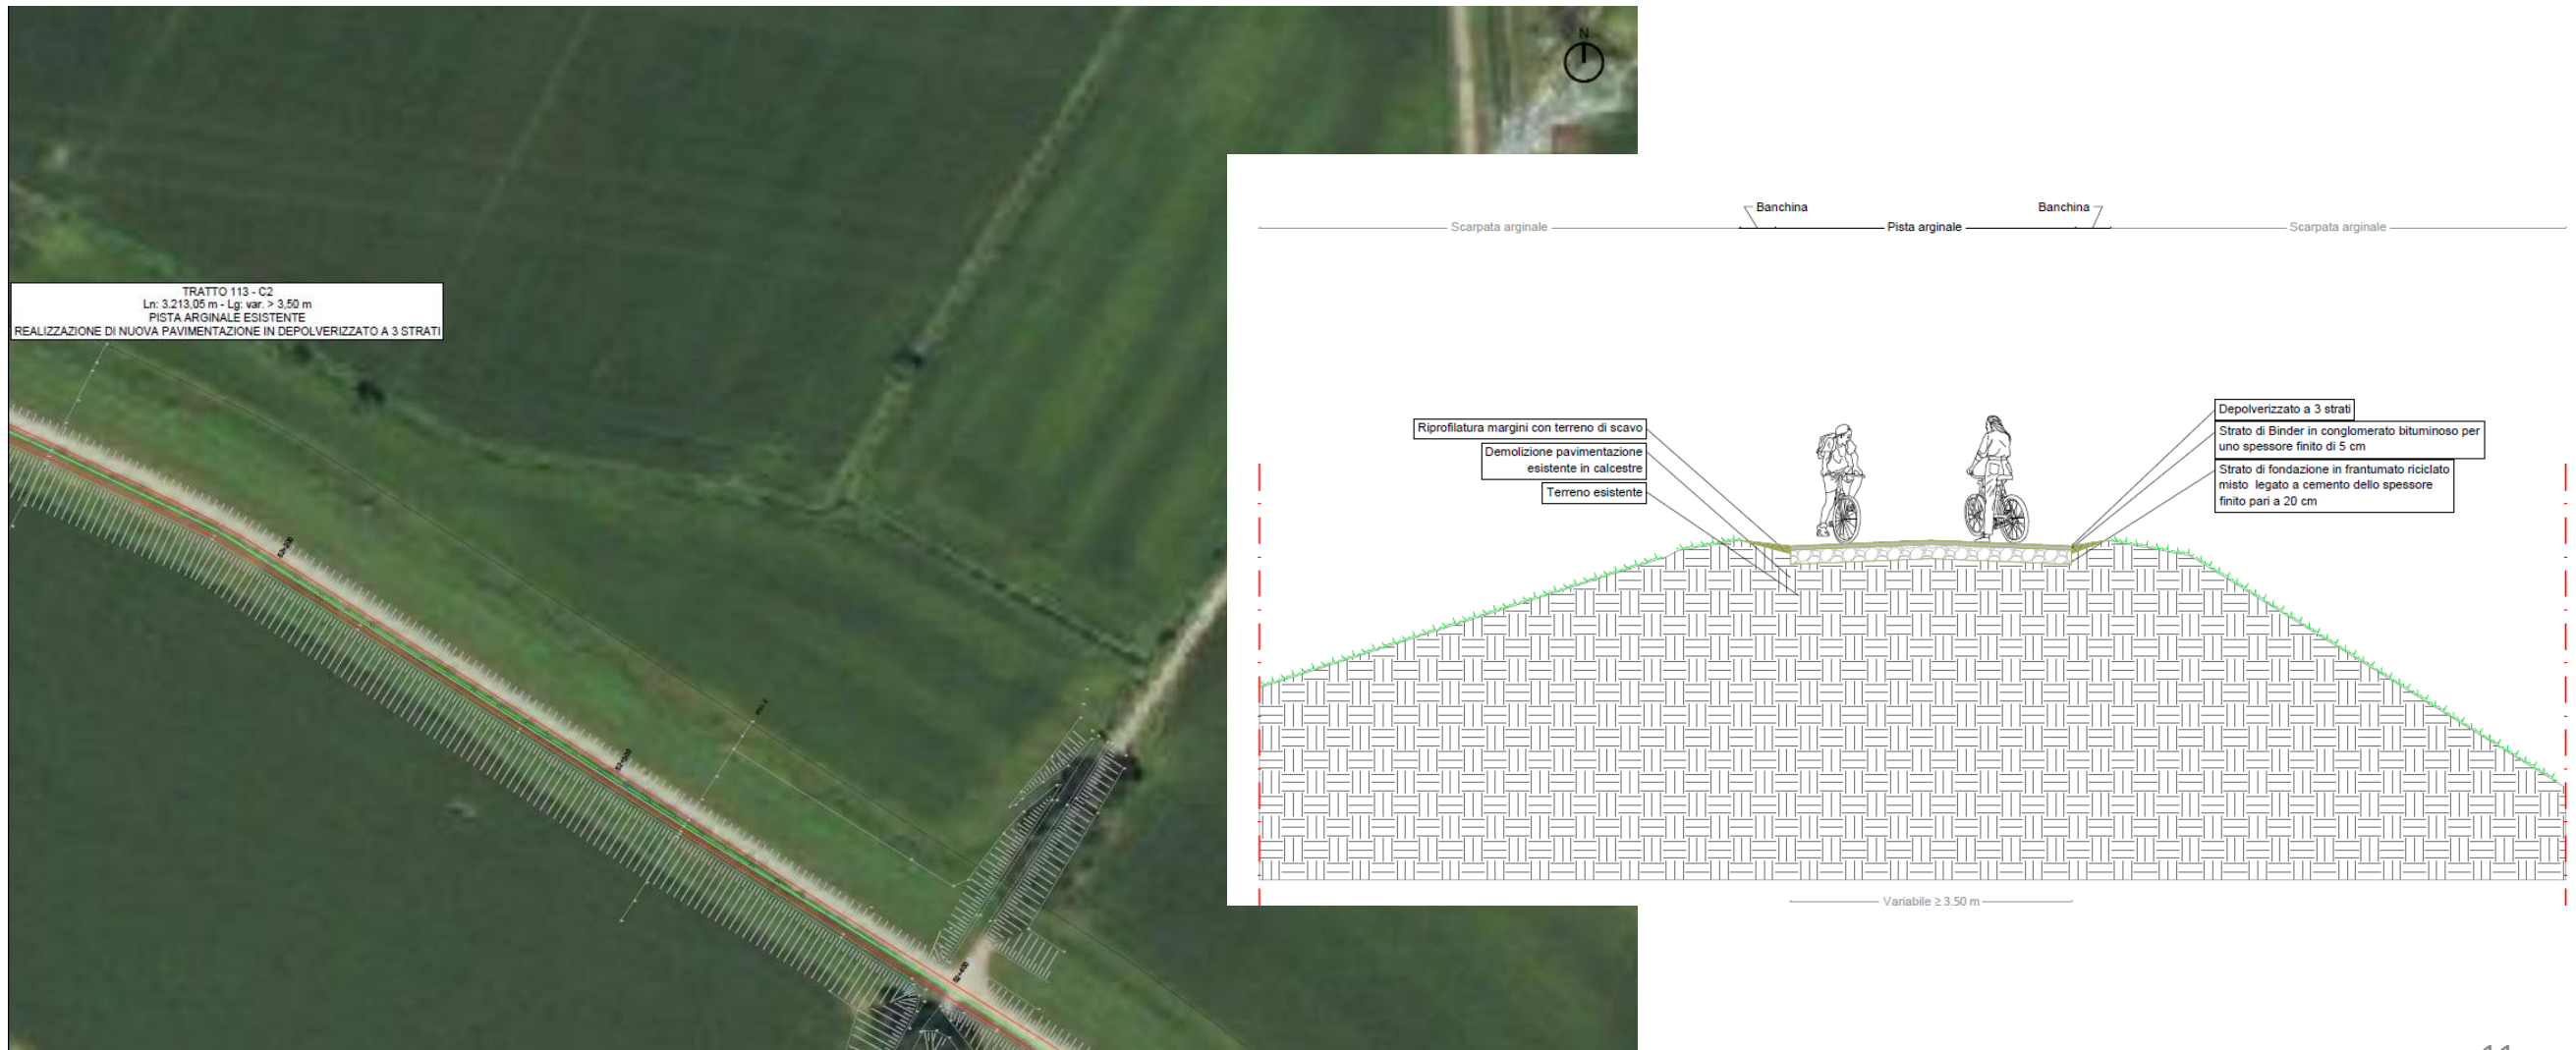 N
TRATTO 113 - C2
Ln: 3.213,05 m - Lg: var. > 3,50 m
PISTA ARGINALE ESISTENTE
REALIZZAZIONE DI NUOVA PAVIMENTAZIONE IN DEPOLVERIZZATO A 3 STRATI
Banchina
Banchina
Scarpata arginale
Pista arginale
Scarpata arginale
Riprofilatura margini con terreno di scavo
Demolizione pavimentazione
esistente in calcestre
Terreno esistente
Depolverizzato a 3 strati
Strato di Binder in conglomerato bituminoso per
uno spessore finito di 5 cm
Strato di fondazione in frantumato riciclato
misto legato a cemento dello spessore
finito pari a 20 cm
Variabile ≥ 3.50 m